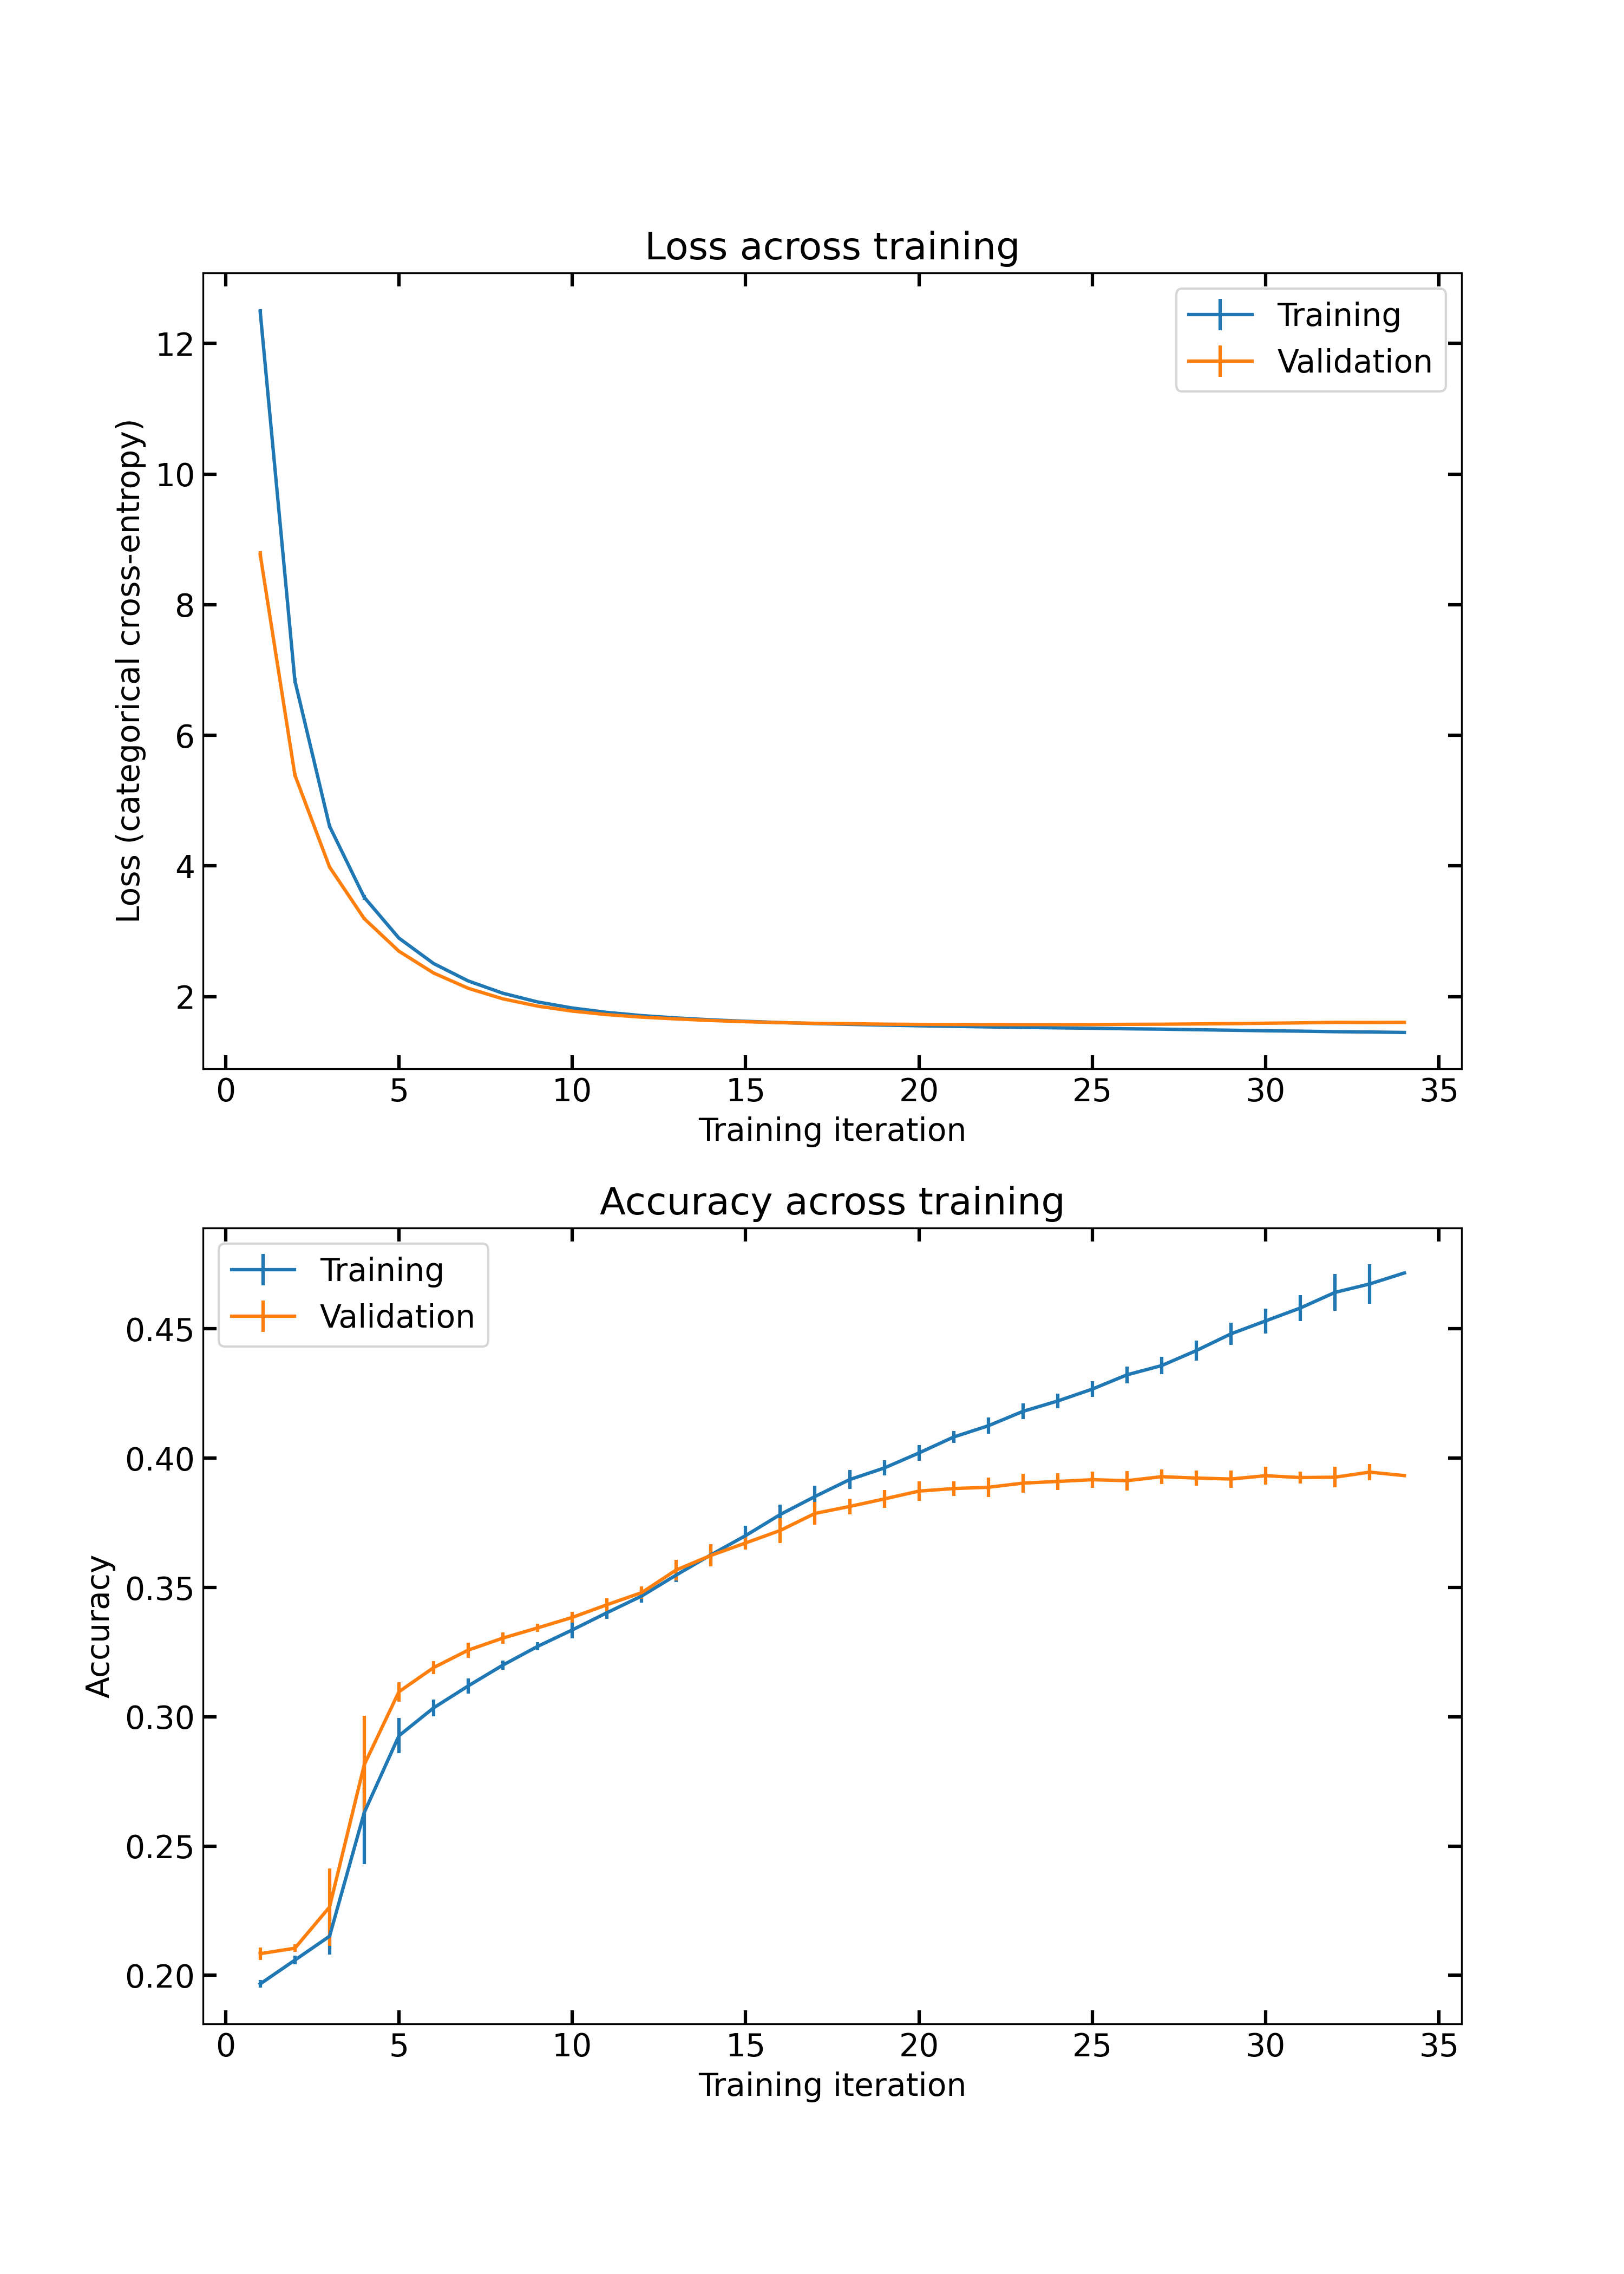 Loss across training
Training
Validation
12
10
8
6
4
2
Loss (categorical cross-entropy)
0 5 10 15 20 25 30 35
Training iteration
Accuracy across training
Training
Validation
0.45
0.40
0.35
0.30
0.25
0.20
Accuracy
0 5 10 15 20 25 30 35
Training iteration